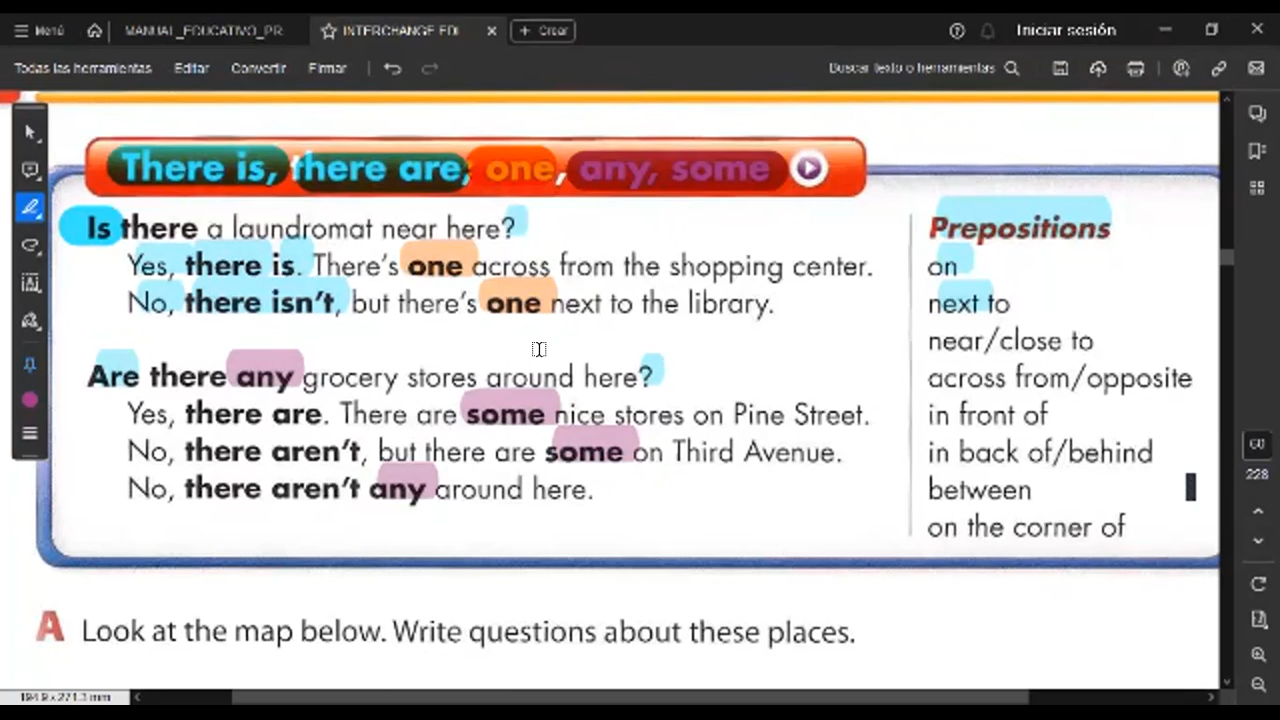 Menú
MANUAL_EDUCATIVO_PR
INTERCHANGE EDI
Crear
Iniciar sesión
Todas las herramientas
Editar
Convertir
Firmar
Buscar texto o herramientas
There is, there are; one, any, some
Is there a laundromat near here?
Yes, there is. There's one across from the shopping center.
No, there isn't, but there's one next to the library.
Are there any grocery stores around here?
Yes, there are. There are some nice stores on Pine Street.
No, there aren't, but there are some on Third Avenue.
No, there aren't any around here.
Prepositions
on
next to
near/close to
across from/opposite
in front of
in back of/behind
between
on the corner of
A Look at the map below. Write questions about these places.
228
194.9 x 271.3 mm